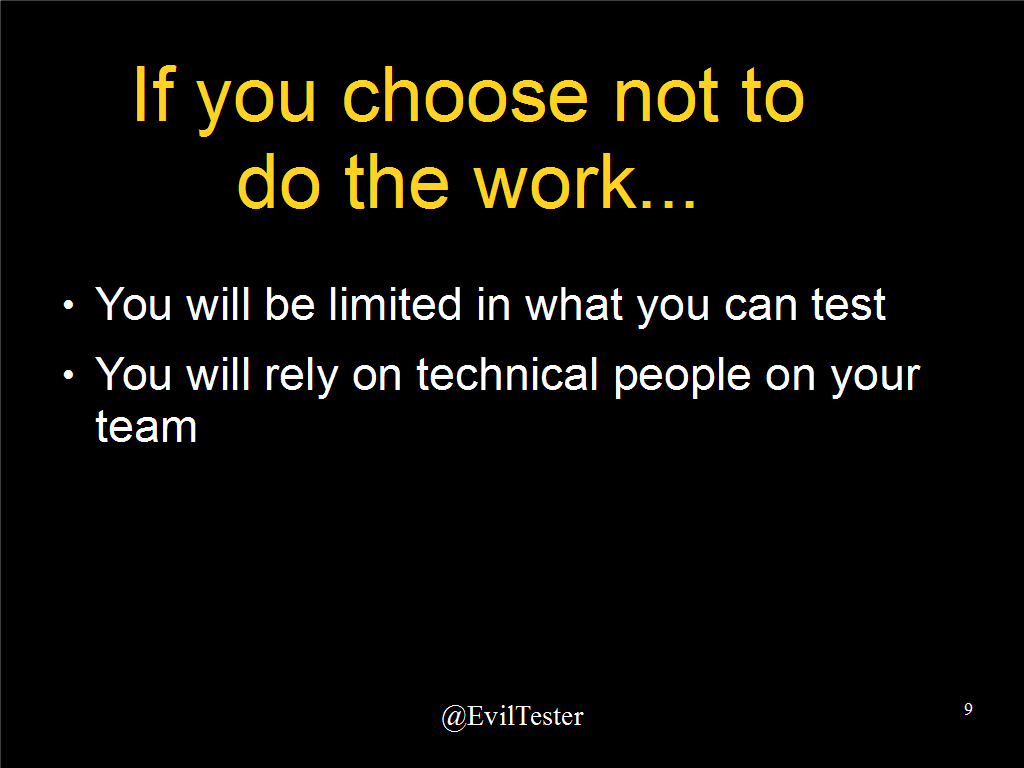 If you choose not to
do the work...
• You will be limited in what you can test
• You will rely on technical people on your
team
@EvilTester
9